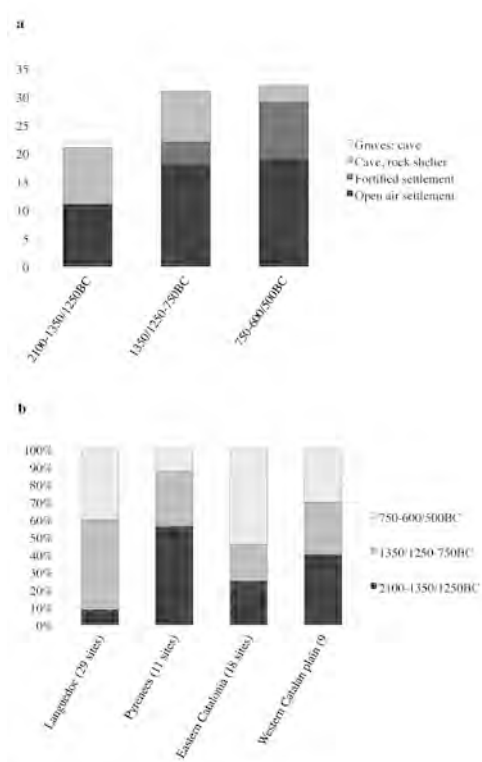 a
35
30
25
20
15
10
5
0
Graves: cave
Cave, rock shelter
Fortified settlement
Open air settlement
2100-1350/1250BC
1350/1250-750BC
750-600/500BC
b
100%
90%
80%
70%
60%
50%
40%
30%
20%
10%
0%
750-600/500BC
1350/1250-750BC
2100-1350/1250BC
Languedoc (29 sites)
Pyrenees (11 sites)
Eastern Catalonia (18 sites)
Western Catalan plain (9